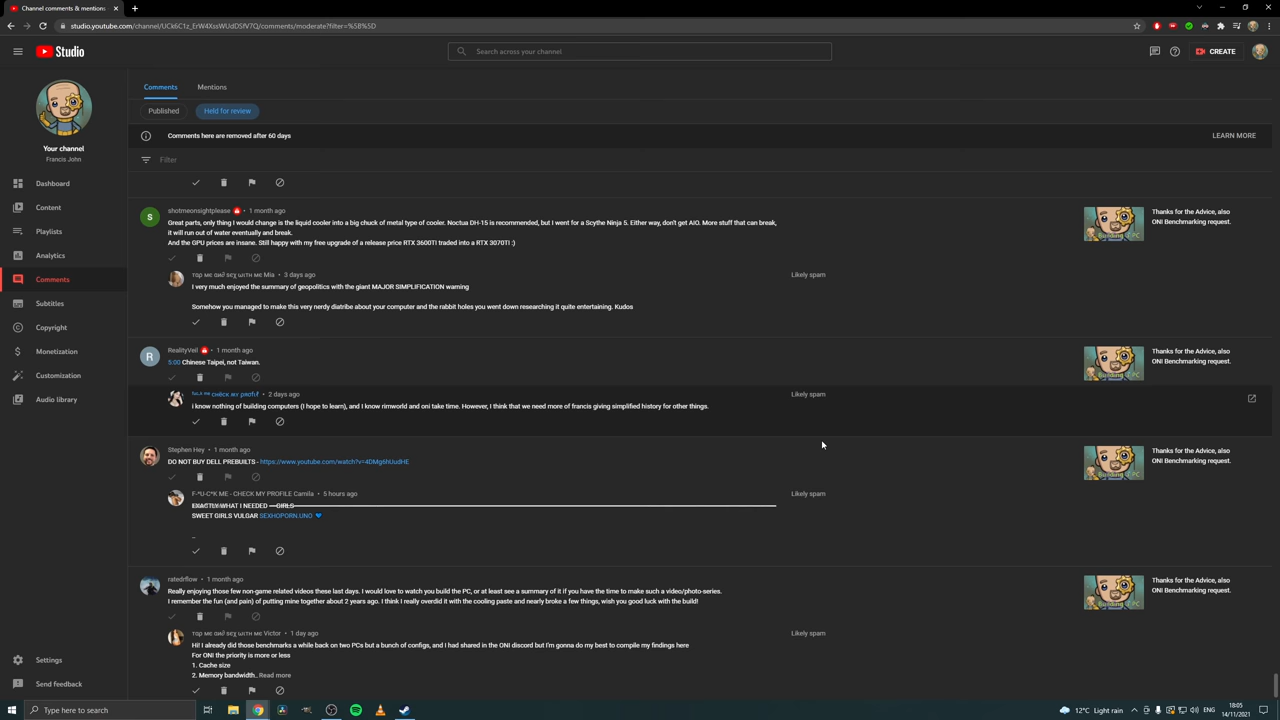 Channel comments & mentions
studio.youtube.com/channel/UCk6C1z_ErW4XssWUdDSfV7Q/comments/moderate?filter=%5B%5D
Studio
Search across your channel
CREATE
Your channel
Francis John
Dashboard
Content
Playlists
Analytics
Comments
Subtitles
Copyright
Monetization
Customization
Audio library
Settings
Send feedback
Comments Mentions
Published Held for review
Comments here are removed after 60 days LEARN MORE
Filter
S
shotmeonsightplease • 1 month ago
Great parts, only thing I would change is the liquid cooler into a big chuck of metal type of cooler. Noctua DH-15 is recommended, but I went for a Scythe Ninja 5. Either way, don't get AIO. More stuff that can break,
it will run out of water eventually and break.
And the GPU prices are insane. Still happy with my free upgrade of a release price RTX 3600TI traded into a RTX 3070TI :)
Thanks for the Advice, also
ONI Benchmarking request.
Building a PC
Mia • 3 days ago Likely spam
I very much enjoyed the summary of geopolitics with the giant MAJOR SIMPLIFICATION warning
Somehow you managed to make this very nerdy diatribe about your computer and the rabbit holes you went down researching it quite entertaining. Kudos
R
RealityVeil • 1 month ago
5:00 Chinese Taipei, not Taiwan.
Thanks for the Advice, also
ONI Benchmarking request.
Building a PC
• 2 days ago Likely spam
i know nothing of building computers (I hope to learn), and I know rimworld and oni take time. However, I think that we need more of francis giving simplified history for other things.
Stephen Hey • 1 month ago
DO NOT BUY DELL PREBUILTS - https://www.youtube.com/watch?v=4DMg6hUudHE
Thanks for the Advice, also
ONI Benchmarking request.
Building a PC
F-*U-C*K ME - CHECK MY PROFILE Camila • 5 hours ago Likely spam
EXACTLY WHAT I NEEDED ----GIRLS
SWEET GIRLS VULGAR SEXHOPORN.UNO 💙
_
ratedrflow • 1 month ago
Really enjoying those few non-game related videos these last days. I would love to watch you build the PC, or at least see a summary of it if you have the time to make such a video/photo-series.
I remember the fun (and pain) of putting mine together about 2 years ago. I think I really overdid it with the cooling paste and nearly broke a few things, wish you good luck with the build!
Thanks for the Advice, also
ONI Benchmarking request.
Building a PC
Victor • 1 day ago Likely spam
Hi! I already did those benchmarks a while back on two PCs but a bunch of configs, and I had shared in the ONI discord but I'm gonna do my best to compile my findings here
For ONI the priority is more or less
1. Cache size
2. Memory bandwidth.. Read more
Type here to search
12°C Light rain
ENG
18:05
14/11/2021